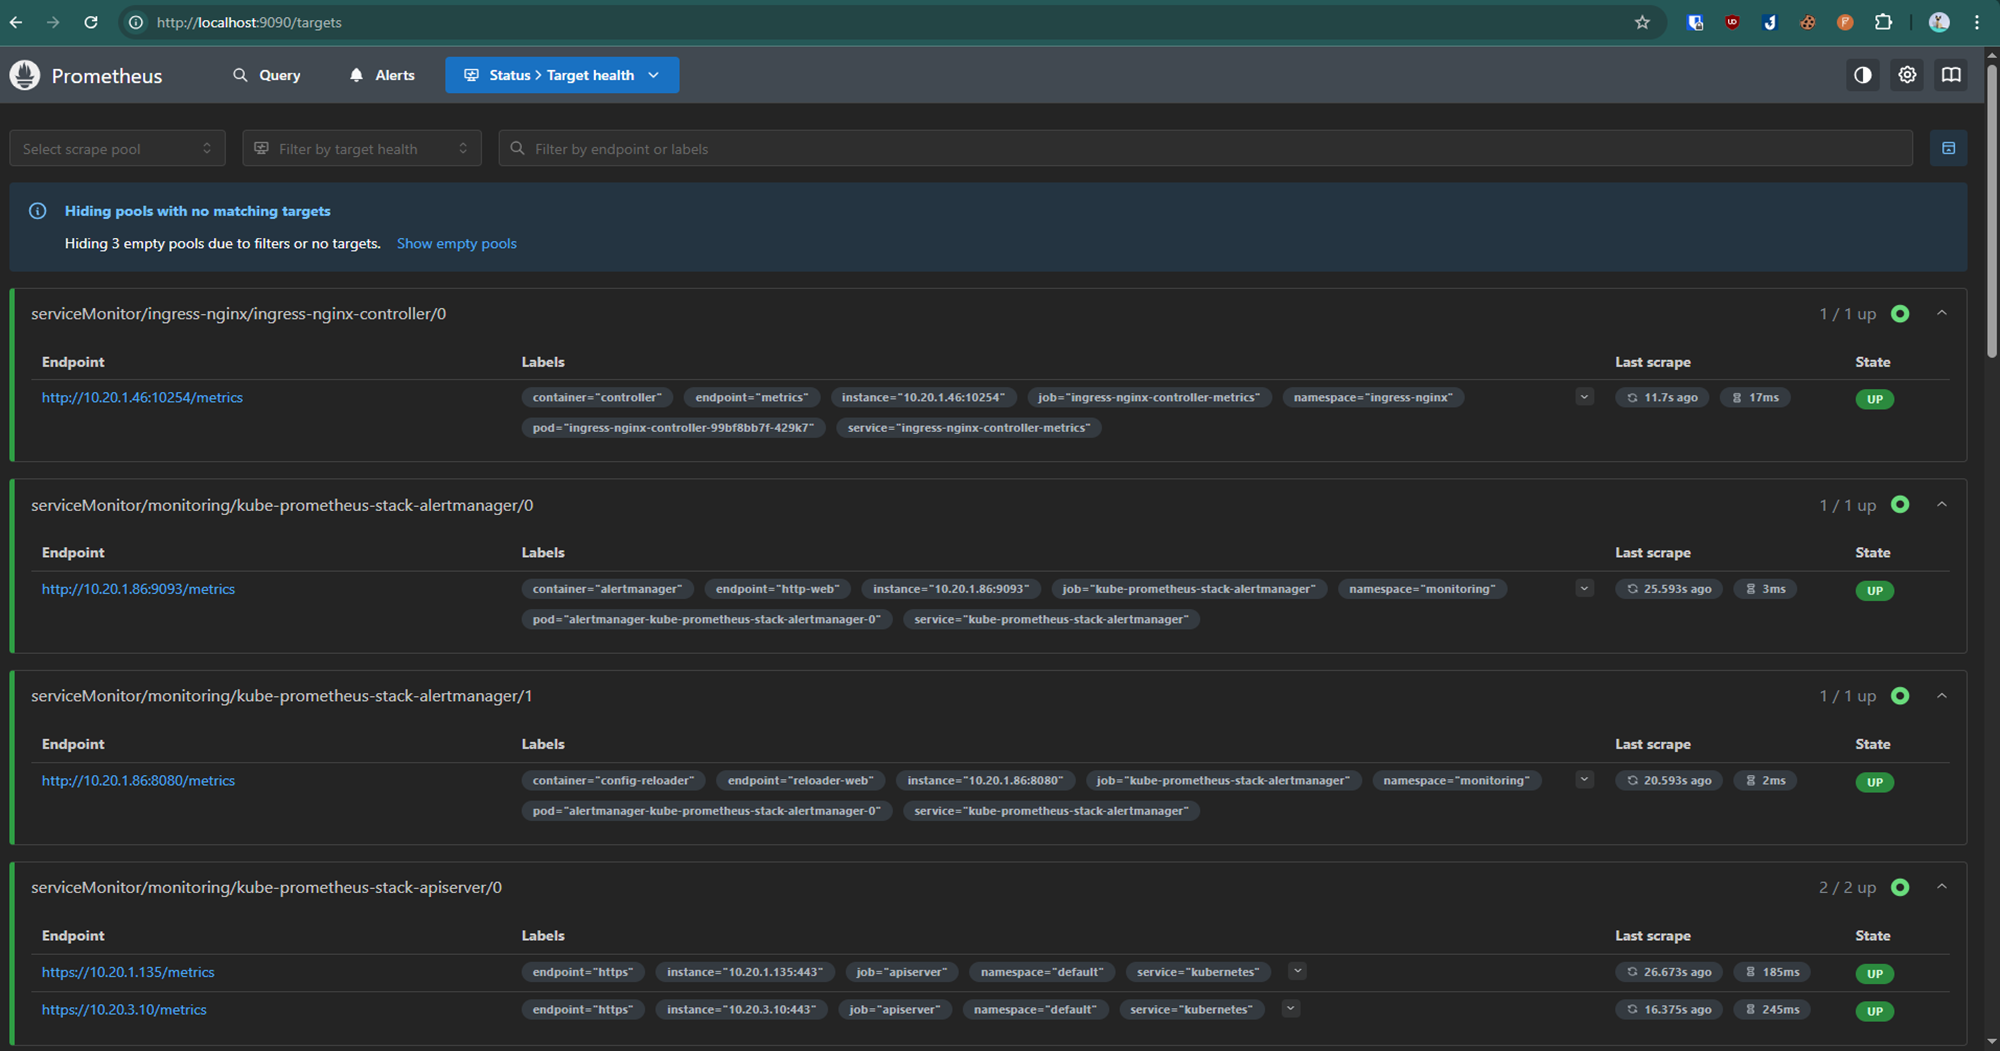 http://localhost:9090/targets
Prometheus Query Alerts Status > Target health
Select scrape pool Filter by target health Filter by endpoint or labels
Hiding pools with no matching targets
Hiding 3 empty pools due to filters or no targets. Show empty pools
serviceMonitor/ingress-nginx/ingress-nginx-controller/0 1 / 1 up
Endpoint Labels Last scrape State
http://10.20.1.46:10254/metrics container="controller" endpoint="metrics" instance="10.20.1.46:10254" job="ingress-nginx-controller-metrics" namespace="ingress-nginx" 11.7s ago 17ms UP
pod="ingress-nginx-controller-99bf8bb7f-429k7" service="ingress-nginx-controller-metrics"
serviceMonitor/monitoring/kube-prometheus-stack-alertmanager/0 1 / 1 up
Endpoint Labels Last scrape State
http://10.20.1.86:9093/metrics container="alertmanager" endpoint="http-web" instance="10.20.1.86:9093" job="kube-prometheus-stack-alertmanager" namespace="monitoring" 25.593s ago 3ms UP
pod="alertmanager-kube-prometheus-stack-alertmanager-0" service="kube-prometheus-stack-alertmanager"
serviceMonitor/monitoring/kube-prometheus-stack-alertmanager/1 1 / 1 up
Endpoint Labels Last scrape State
http://10.20.1.86:8080/metrics container="config-reloader" endpoint="reloader-web" instance="10.20.1.86:8080" job="kube-prometheus-stack-alertmanager" namespace="monitoring" 20.593s ago 2ms UP
pod="alertmanager-kube-prometheus-stack-alertmanager-0" service="kube-prometheus-stack-alertmanager"
serviceMonitor/monitoring/kube-prometheus-stack-apiserver/0 2 / 2 up
Endpoint Labels Last scrape State
https://10.20.1.135/metrics endpoint="https" instance="10.20.1.135:443" job="apiserver" namespace="default" service="kubernetes" 26.673s ago 185ms UP
https://10.20.3.10/metrics endpoint="https" instance="10.20.3.10:443" job="apiserver" namespace="default" service="kubernetes" 16.375s ago 245ms UP